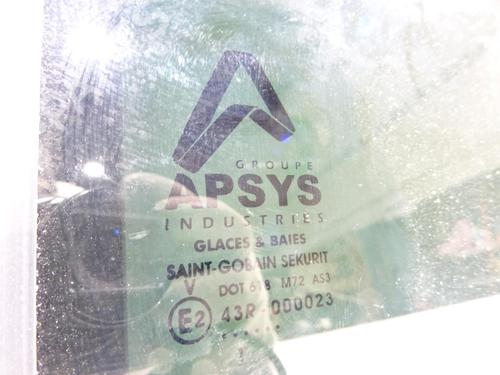 GROUPE
APSYS
INDUSTRIES
GLACES & BAIES
SAINT-GOBAIN SEKURIT
V DOT 618 M72 AS3
E2 43R-000023